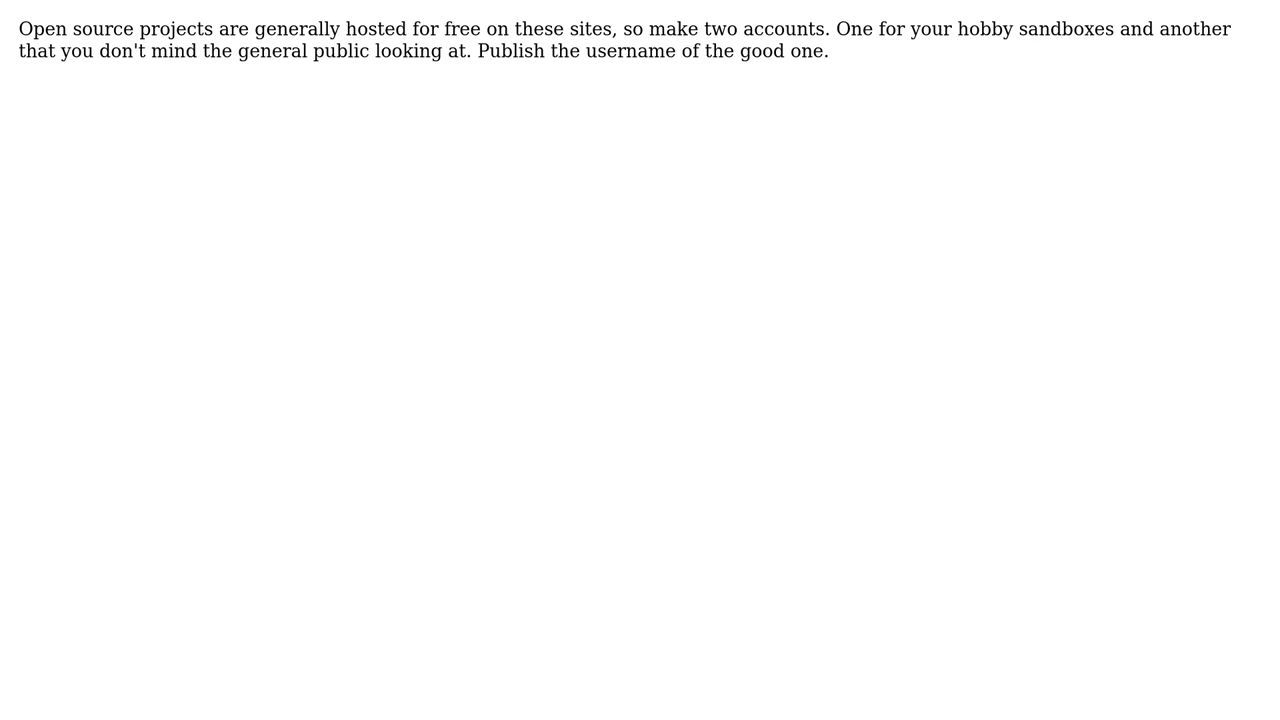 Open source projects are generally hosted for free on these sites, so make two accounts. One for your hobby sandboxes and another
that you don't mind the general public looking at. Publish the username of the good one.